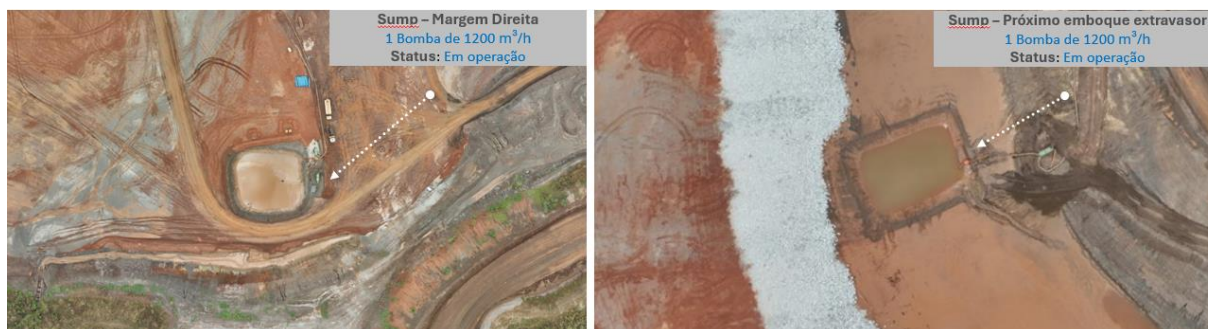 Sump – Margem Direita
1 Bomba de 1200 m³/h
Status: Em operação
Sump – Próximo emboque extravasor
1 Bomba de 1200 m³/h
Status: Em operação